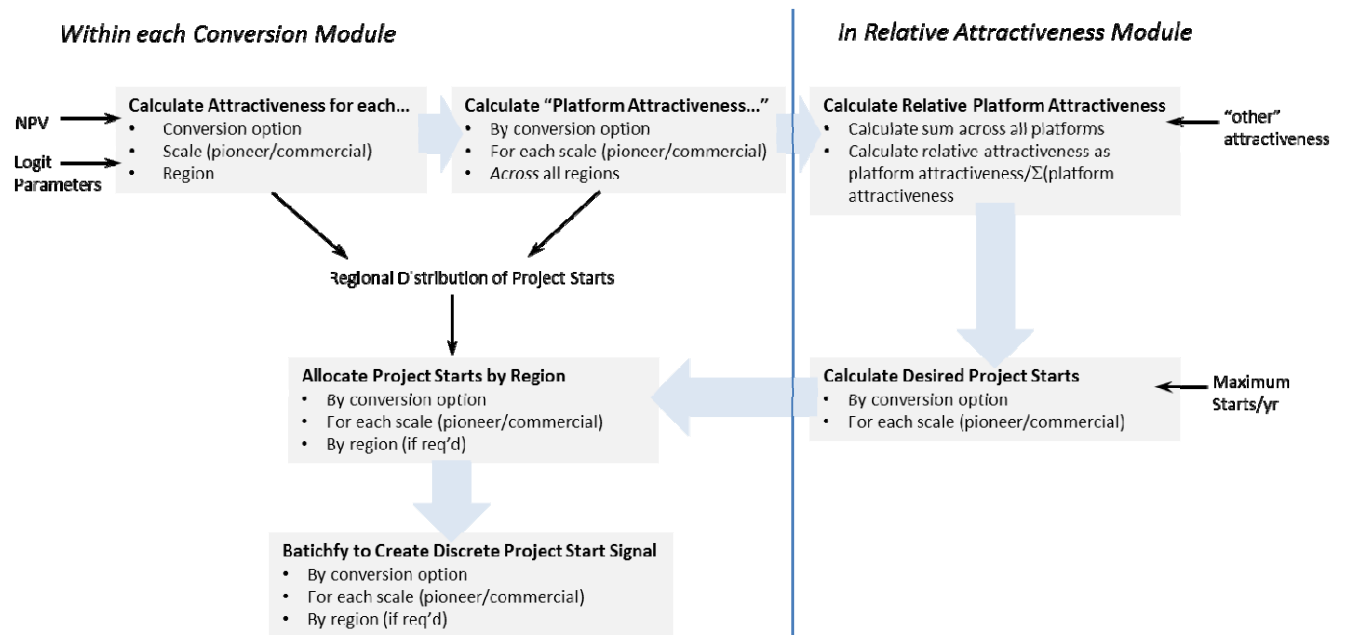 Within each Conversion Module
In Relative Attractiveness Module
NPV
Logit
Parameters
Calculate Attractiveness for each...
• Conversion option
• Scale (pioneer/commercial)
• Region
Calculate “Platform Attractiveness...”
• By conversion option
• For each scale (pioneer/commercial)
• Across all regions
Calculate Relative Platform Attractiveness
• Calculate sum across all platforms
• Calculate relative attractiveness as
platform attractiveness/Σ(platform
attractiveness
“other”
attractiveness
Regional Distribution of Project Starts
Allocate Project Starts by Region
• By conversion option
• For each scale (pioneer/commercial)
• By region (if req’d)
Calculate Desired Project Starts
• By conversion option
• For each scale (pioneer/commercial)
Maximum
Starts/yr
Batichfy to Create Discrete Project Start Signal
• By conversion option
• For each scale (pioneer/commercial)
• By region (if req’d)